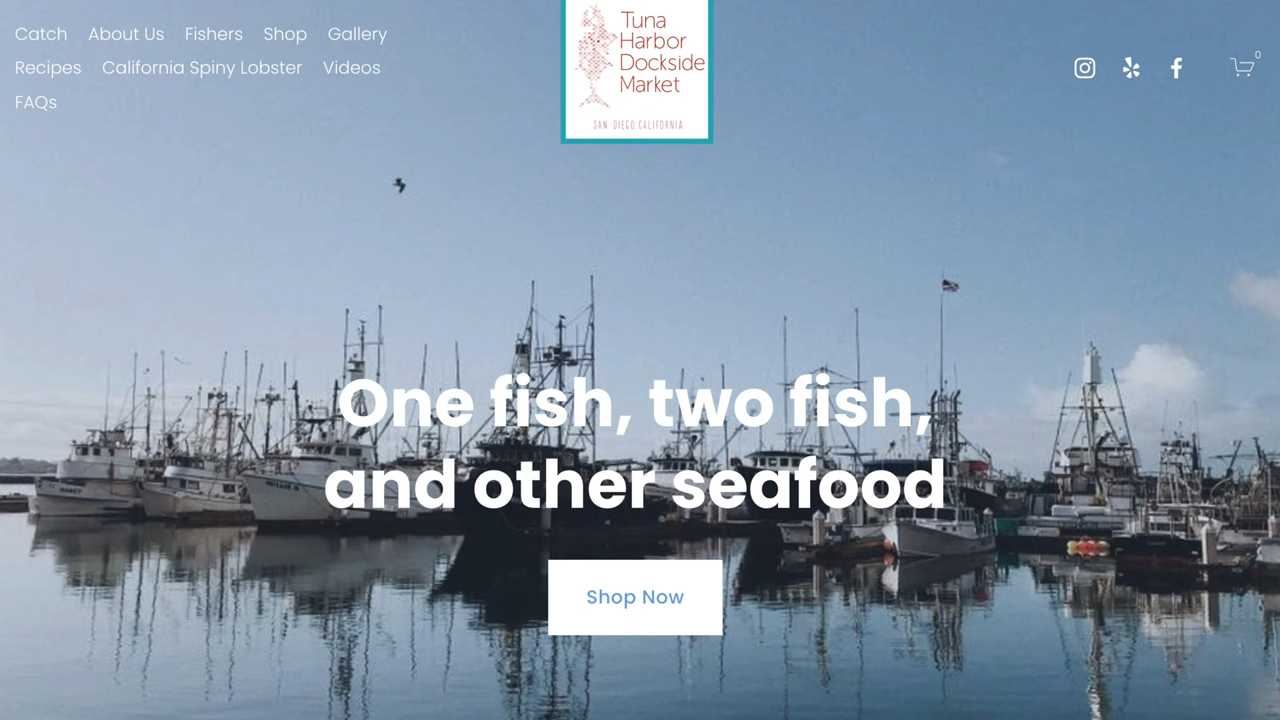 Catch About Us Fishers Shop Gallery
Recipes California Spiny Lobster Videos
FAQs
Tuna
Harbor
Dockside
Market
SAN DIEGO, CALIFORNIA
0
One fish, two fish,
and other seafood
Shop Now